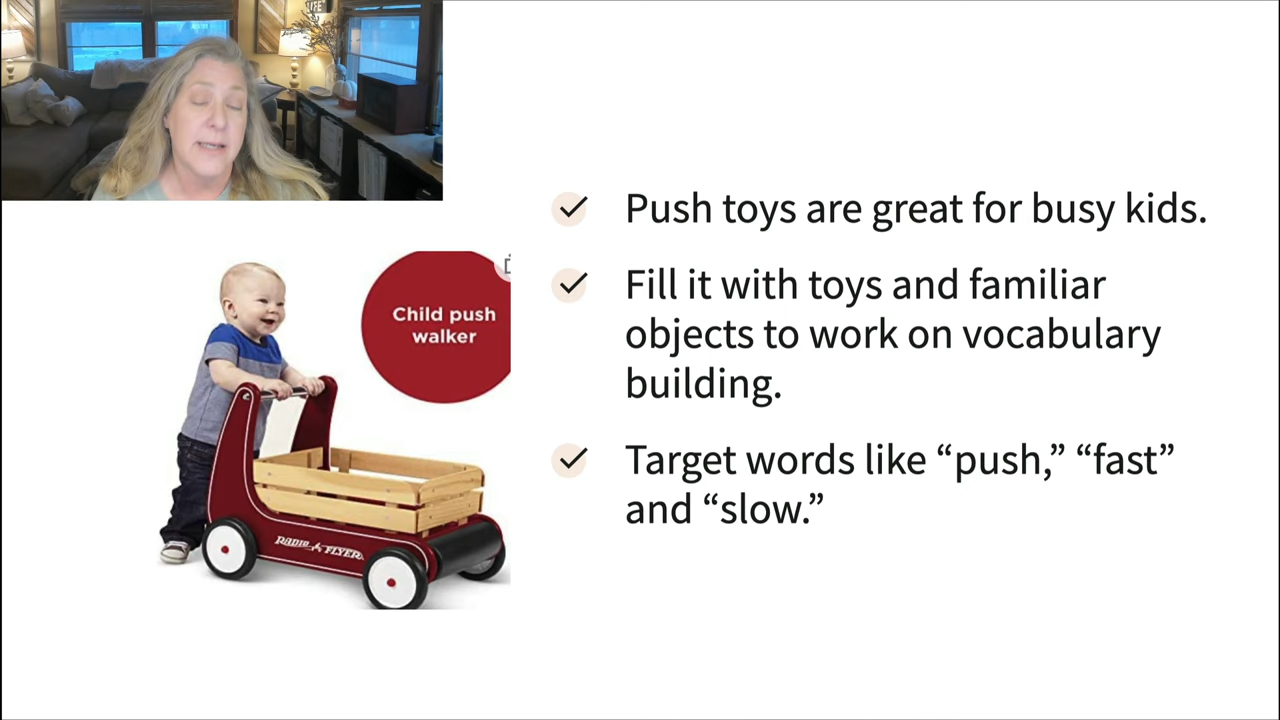 LIFE
Push toys are great for busy kids.
Child push
walker
Fill it with toys and familiar
objects to work on vocabulary
building.
Target words like “push,” “fast”
and “slow.”
RADIO FLYER